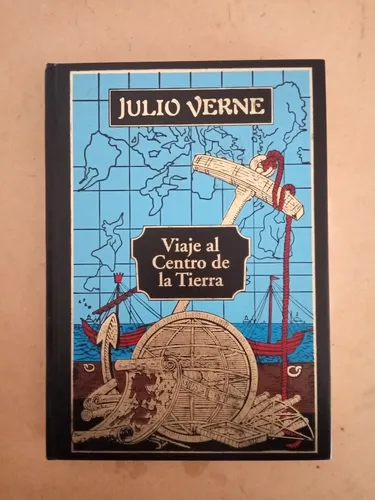 JULIO VERNE
Viaje al
Centro de
la Tierra